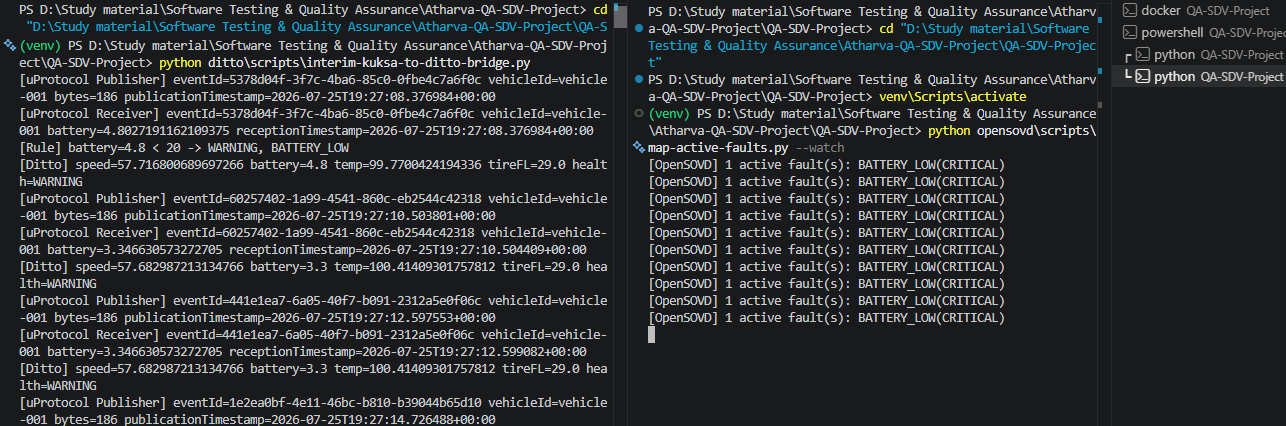 PS D:\Study material\Software Testing & Quality Assurance\Atharva-QA-SDV-Project> cd
"D:\Study material\Software Testing & Quality Assurance\Atharva-QA-SDV-Project\QA-S
(venv) PS D:\Study material\Software Testing & Quality Assurance\Atharva-QA-SDV-Proj
ect\QA-SDV-Project> python ditto\scripts\interim-kuksa-to-ditto-bridge.py
[uProtocol Publisher] eventId=5378d04f-3f7c-4ba6-85c0-0fbe4c7a6f0c vehicleId=vehicle
-001 bytes=186 publicationTimestamp=2026-07-25T19:27:08.376984+00:00
[uProtocol Receiver] eventId=5378d04f-3f7c-4ba6-85c0-0fbe4c7a6f0c vehicleId=vehicle-
001 battery=4.8027191162109375 receptionTimestamp=2026-07-25T19:27:08.376984+00:00
[Rule] battery=4.8 < 20 -> WARNING, BATTERY_LOW
[Ditto] speed=57.716800689697266 battery=4.8 temp=99.7700424194336 tireFL=29.0 healt
h=WARNING
[uProtocol Publisher] eventId=60257402-1a99-4541-860c-eb2544c42318 vehicleId=vehicle
-001 bytes=186 publicationTimestamp=2026-07-25T19:27:10.503801+00:00
[uProtocol Receiver] eventId=60257402-1a99-4541-860c-eb2544c42318 vehicleId=vehicle-
001 battery=3.346630573272705 receptionTimestamp=2026-07-25T19:27:10.504409+00:00
[Ditto] speed=57.682987213134766 battery=3.3 temp=100.41409301757812 tireFL=29.0 hea
lth=WARNING
[uProtocol Publisher] eventId=441e1ea7-6a05-40f7-b091-2312a5e0f06c vehicleId=vehicle
-001 bytes=186 publicationTimestamp=2026-07-25T19:27:12.597553+00:00
[uProtocol Receiver] eventId=441e1ea7-6a05-40f7-b091-2312a5e0f06c vehicleId=vehicle-
001 battery=3.346630573272705 receptionTimestamp=2026-07-25T19:27:12.599082+00:00
[Ditto] speed=57.682987213134766 battery=3.3 temp=100.41409301757812 tireFL=29.0 hea
lth=WARNING
[uProtocol Publisher] eventId=1e2ea0bf-4e11-46bc-b810-b39044b65d10 vehicleId=vehicle
-001 bytes=186 publicationTimestamp=2026-07-25T19:27:14.726488+00:00
PS D:\Study material\Software Testing & Quality Assurance\Atharv
a-QA-SDV-Project> cd "D:\Study material\Software Testing & Quality
Testing & Quality Assurance\Atharva-QA-SDV-Project\QA-SDV-Projec
t"
PS D:\Study material\Software Testing & Quality Assurance\Atharv
a-QA-SDV-Project\QA-SDV-Project> venv\Scripts\activate
(venv) PS D:\Study material\Software Testing & Quality Assurance
\Atharva-QA-SDV-Project\QA-SDV-Project> python opensovd\scripts\
map-active-faults.py --watch
[OpenSOVD] 1 active fault(s): BATTERY_LOW(CRITICAL)
[OpenSOVD] 1 active fault(s): BATTERY_LOW(CRITICAL)
[OpenSOVD] 1 active fault(s): BATTERY_LOW(CRITICAL)
[OpenSOVD] 1 active fault(s): BATTERY_LOW(CRITICAL)
[OpenSOVD] 1 active fault(s): BATTERY_LOW(CRITICAL)
[OpenSOVD] 1 active fault(s): BATTERY_LOW(CRITICAL)
[OpenSOVD] 1 active fault(s): BATTERY_LOW(CRITICAL)
[OpenSOVD] 1 active fault(s): BATTERY_LOW(CRITICAL)
[OpenSOVD] 1 active fault(s): BATTERY_LOW(CRITICAL)
[OpenSOVD] 1 active fault(s): BATTERY_LOW(CRITICAL)
docker QA-SDV-Project
powershell QA-SDV-Project
python QA-SDV-Project
python QA-SDV-Project